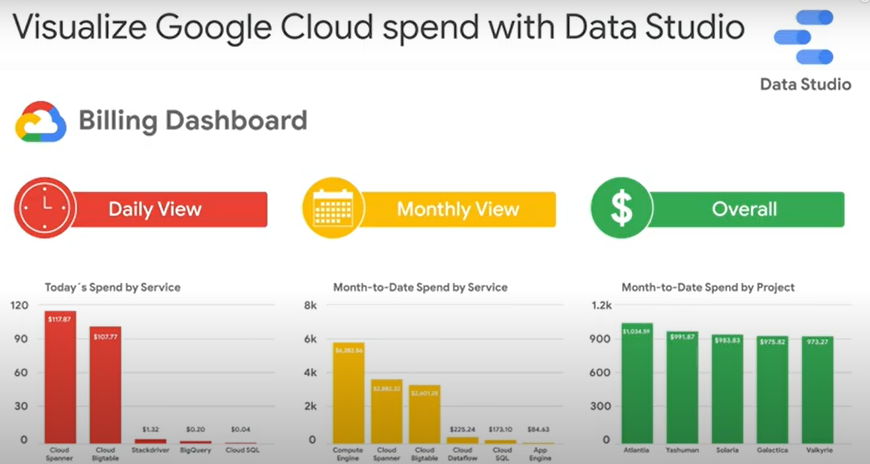 Visualize Google Cloud spend with Data Studio
Data Studio
Billing Dashboard
Daily View
Monthly View
Overall
Today´s Spend by Service
120
90
60
30
0
$117.87
$107.77
$1.32
$0.20
$0.04
Cloud
Spanner
Cloud
Bigtable
Stackdriver
BigQuery
Cloud SQL
Month-to-Date Spend by Service
8k
6k
4k
2k
0
$225.24
$173.10
$84.63
Compute
Engine
Cloud
Spanner
Cloud
Bigtable
Cloud
Dataflow
Cloud
SQL
App
Engine
Month-to-Date Spend by Project
1.2k
900
600
300
0
$1,034.59
$991.87
$983.83
$975.82
973.27
Atlantis
Yashuman
Solaria
Galactica
Valkyrie